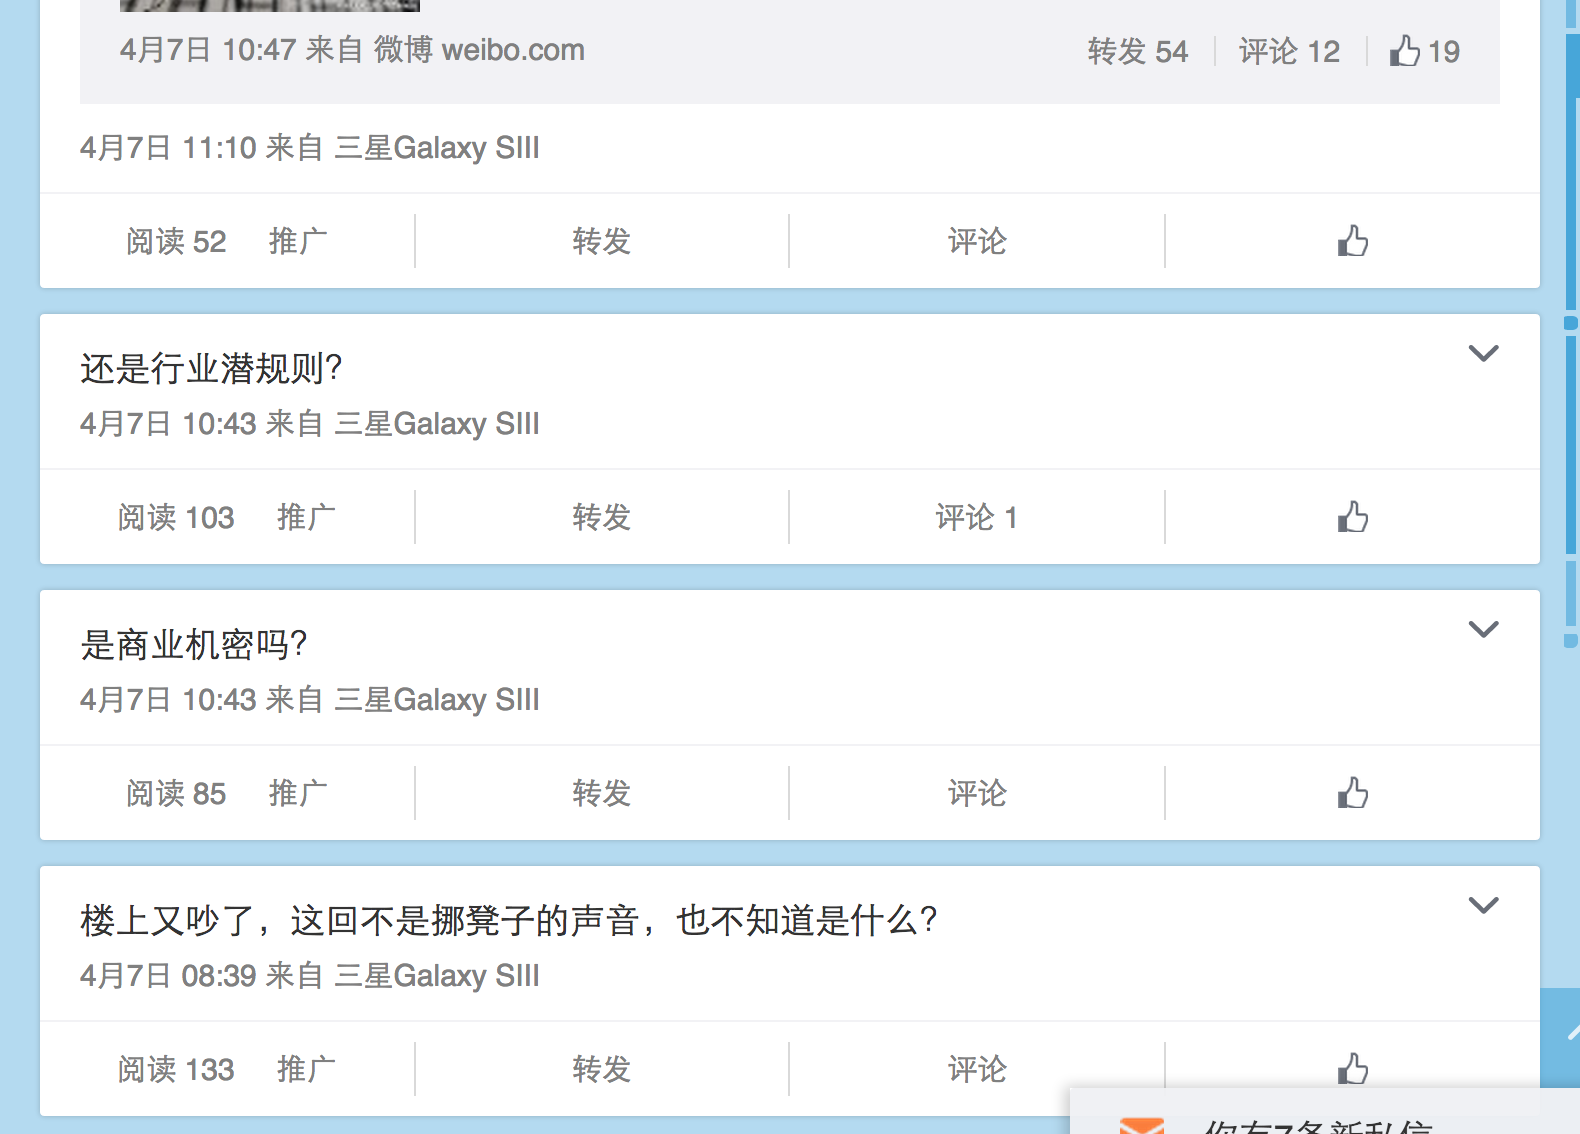 4月7日 10:47 来自 微博 weibo.com 转发 54 评论 12 19
4月7日 11:10 来自 三星Galaxy SIII
阅读 52 推广 转发 评论
还是行业潜规则?
4月7日 10:43 来自 三星Galaxy SIII
阅读 103 推广 转发 评论 1
是商业机密吗?
4月7日 10:43 来自 三星Galaxy SIII
阅读 85 推广 转发 评论
楼上又吵了，这回不是挪凳子的声音，也不知道是什么?
4月7日 08:39 来自 三星Galaxy SIII
阅读 133 推广 转发 评论
你有7条新私信